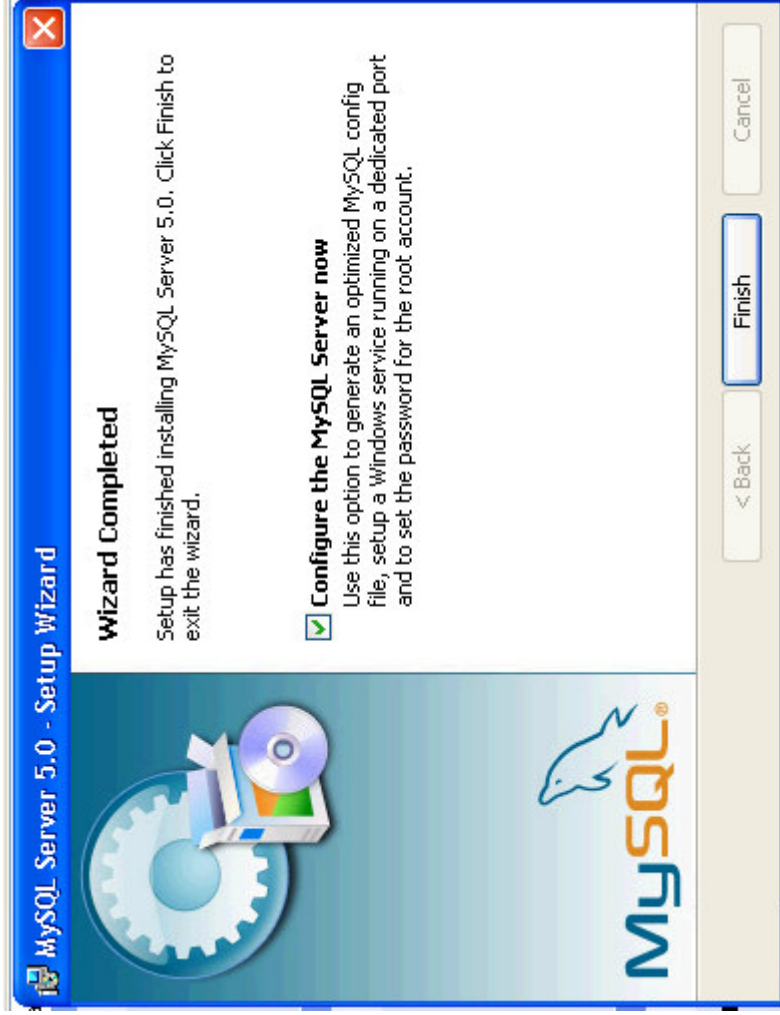 MySQL Server 5.0 - Setup Wizard
Wizard Completed
Setup has finished installing MySQL Server 5.0. Click Finish to
exit the wizard.
Configure the MySQL Server now
Use this option to generate an optimized MySQL config
file, setup a Windows service running on a dedicated port
and to set the password for the root account.
MySQL®
< Back
Finish
Cancel